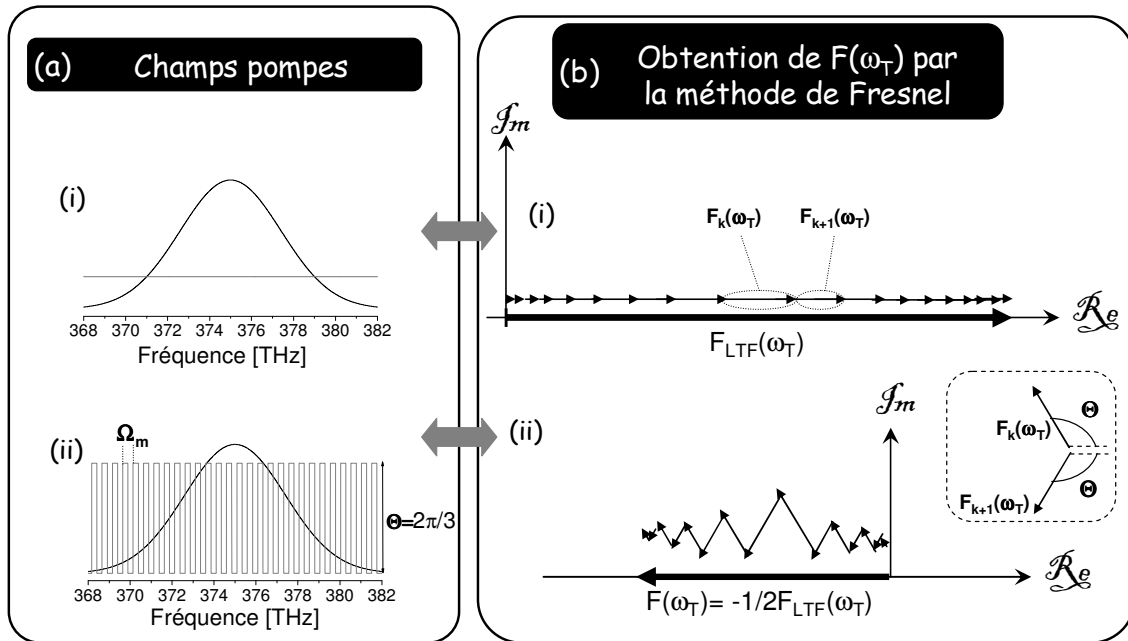 (a) Champs pompes
(i)
368 370 372 374 376 378 380 382
Fréquence [THz]
(ii)
Ωm
Θ=2π/3
368 370 372 374 376 378 380 382
Fréquence [THz]
(b) Obtention de F(ωT) par
la méthode de Fresnel
Im
(i)
Fk(ωT) Fk+1(ωT)
Re
FLTF(ωT)
(ii)
Im
Θ
Fk(ωT)
Fk+1(ωT)
Θ
Re
F(ωT)= -1/2FLTF(ωT)